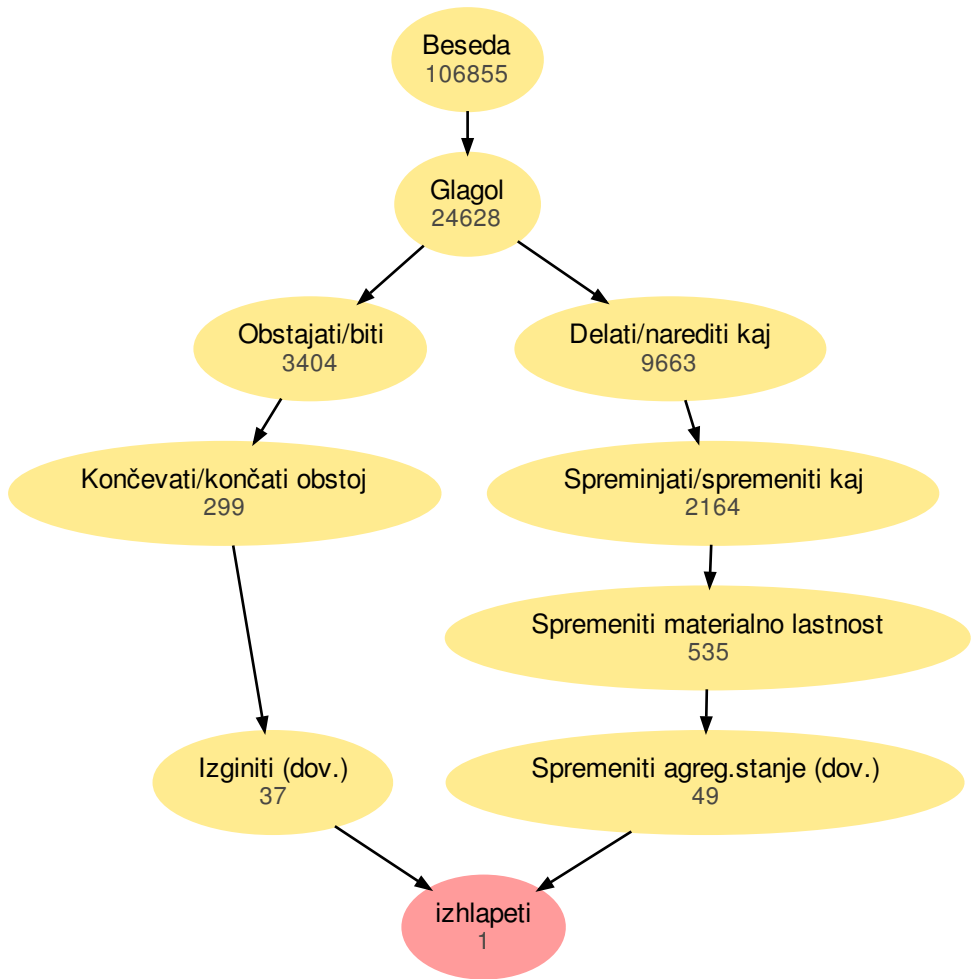 Beseda
106855
Glagol
24628
Obstajati/biti
3404
Delati/narediti kaj
9663
Končevati/končati obstoj
299
Spreminjati/spremeniti kaj
2164
Spremeniti materialno lastnost
535
Izginiti (dov.)
37
Spremeniti agreg.stanje (dov.)
49
izhlapeti
1